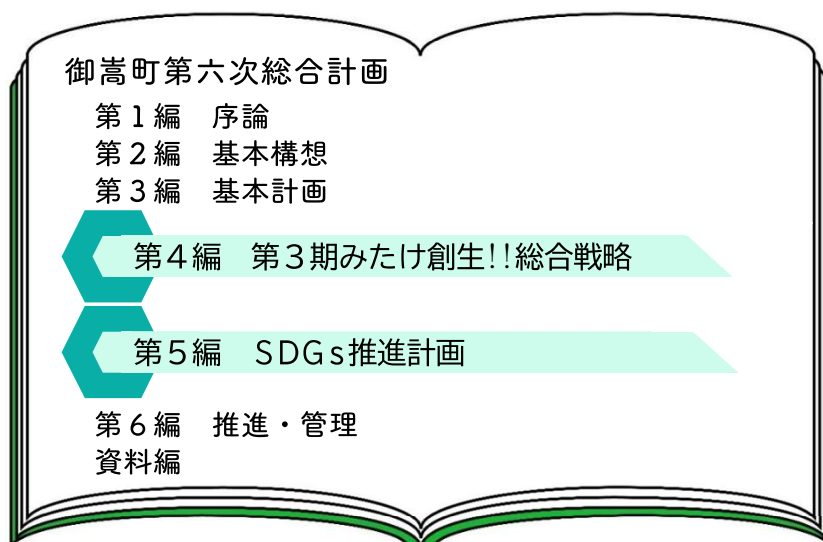 御嵩町第六次総合計画
第１編　序論
第２編　基本構想
第３編　基本計画
第４編　第３期みたけ創生!!総合戦略
第５編　ＳＤＧｓ推進計画
第６編　推進・管理
資料編